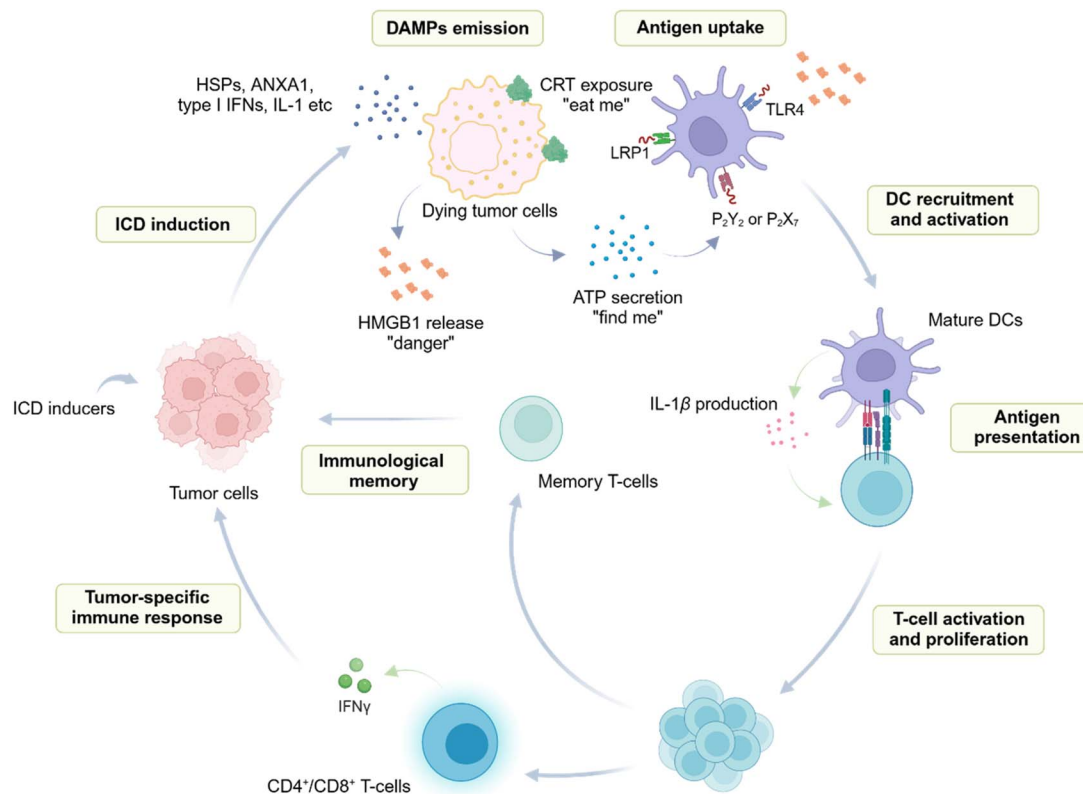 DAMPs emission
Antigen uptake
HSPs, ANXA1,
type I IFNs, IL-1 etc
CRT exposure
"eat me"
TLR4
LRP1
ICD induction
Dying tumor cells
P₂Y₂ or P₂X₇
DC recruitment
and activation
HMGB1 release
"danger"
ATP secretion
"find me"
Mature DCs
ICD inducers
Tumor cells
IL-1β production
Antigen
presentation
Immunological
memory
Memory T-cells
Tumor-specific
immune response
T-cell activation
and proliferation
IFNγ
CD4⁺/CD8⁺ T-cells